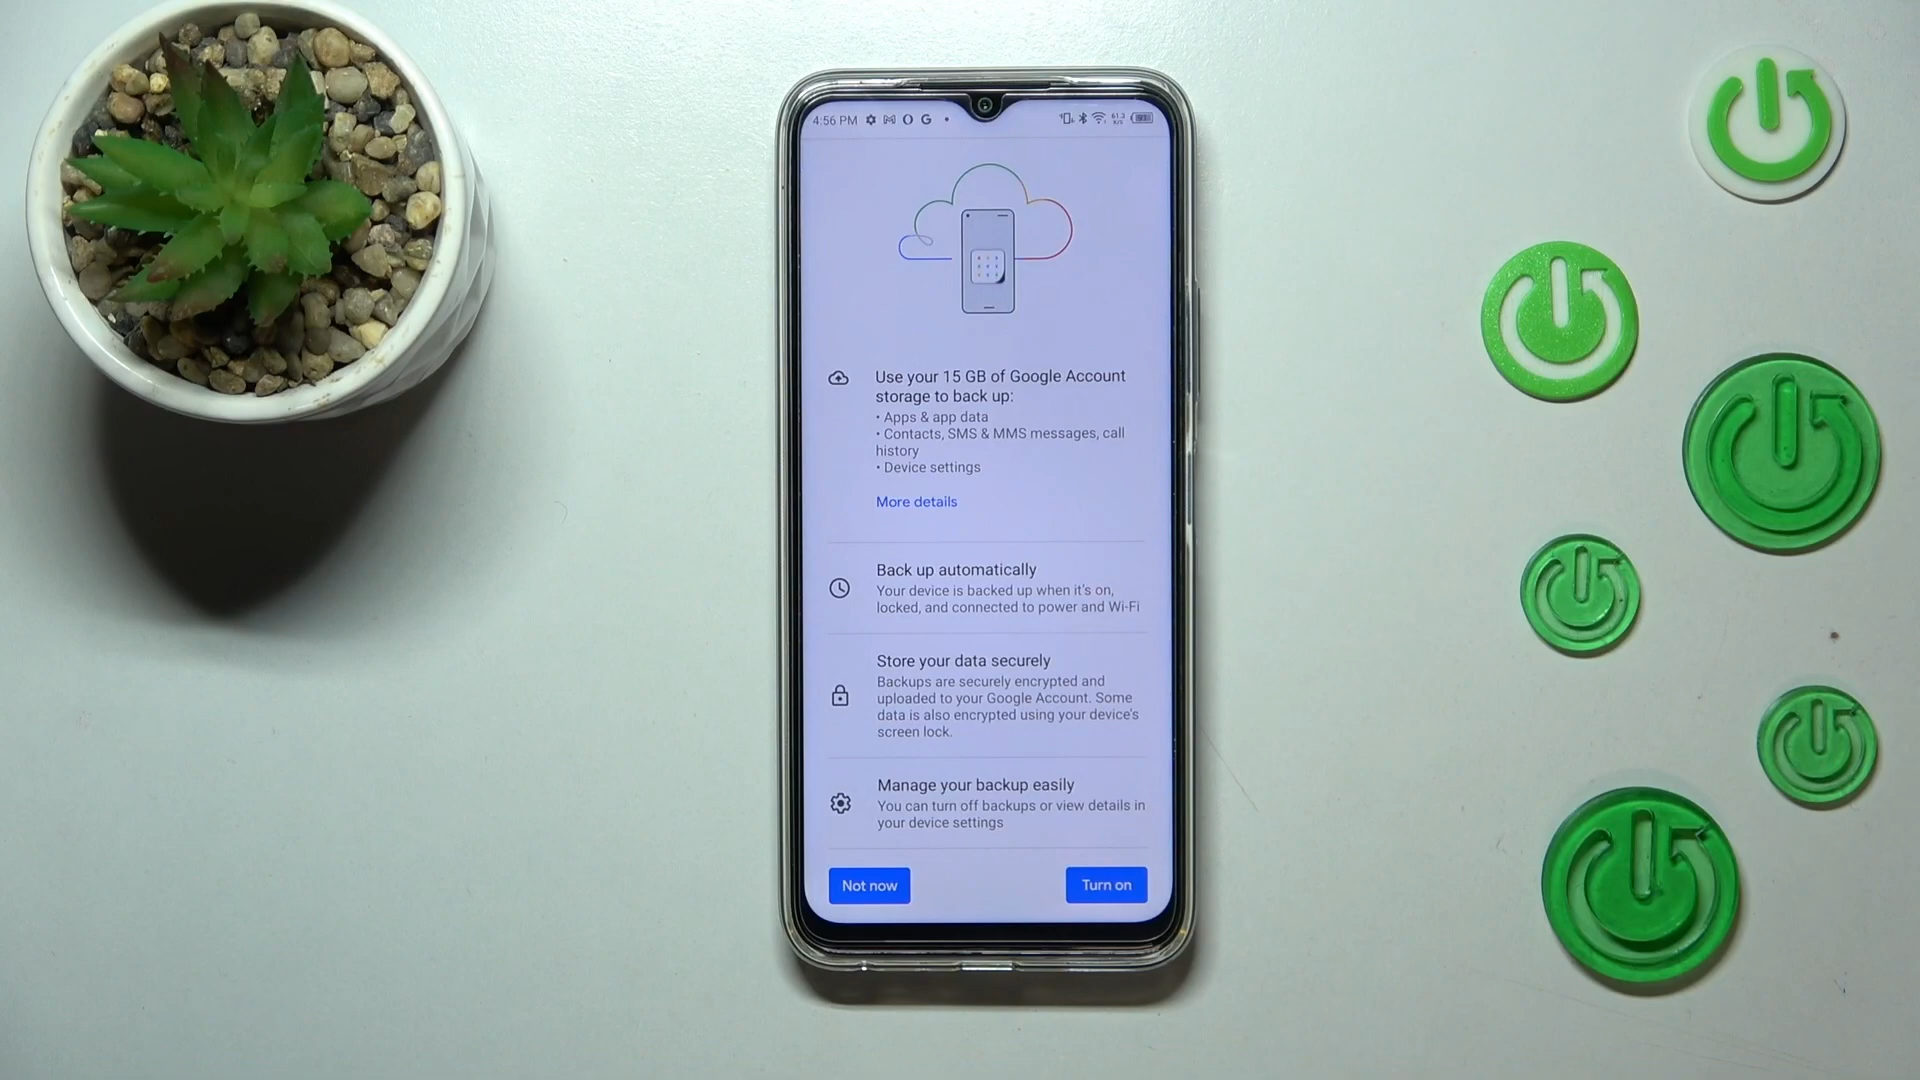 4:56 PM G 61.3 K/S
Use your 15 GB of Google Account
storage to back up:
• Apps & app data
• Contacts, SMS & MMS messages, call
history
• Device settings
More details
Back up automatically
Your device is backed up when it's on,
locked, and connected to power and Wi-Fi
Store your data securely
Backups are securely encrypted and
uploaded to your Google Account. Some
data is also encrypted using your device's
screen lock.
Manage your backup easily
You can turn off backups or view details in
your device settings
Not now Turn on